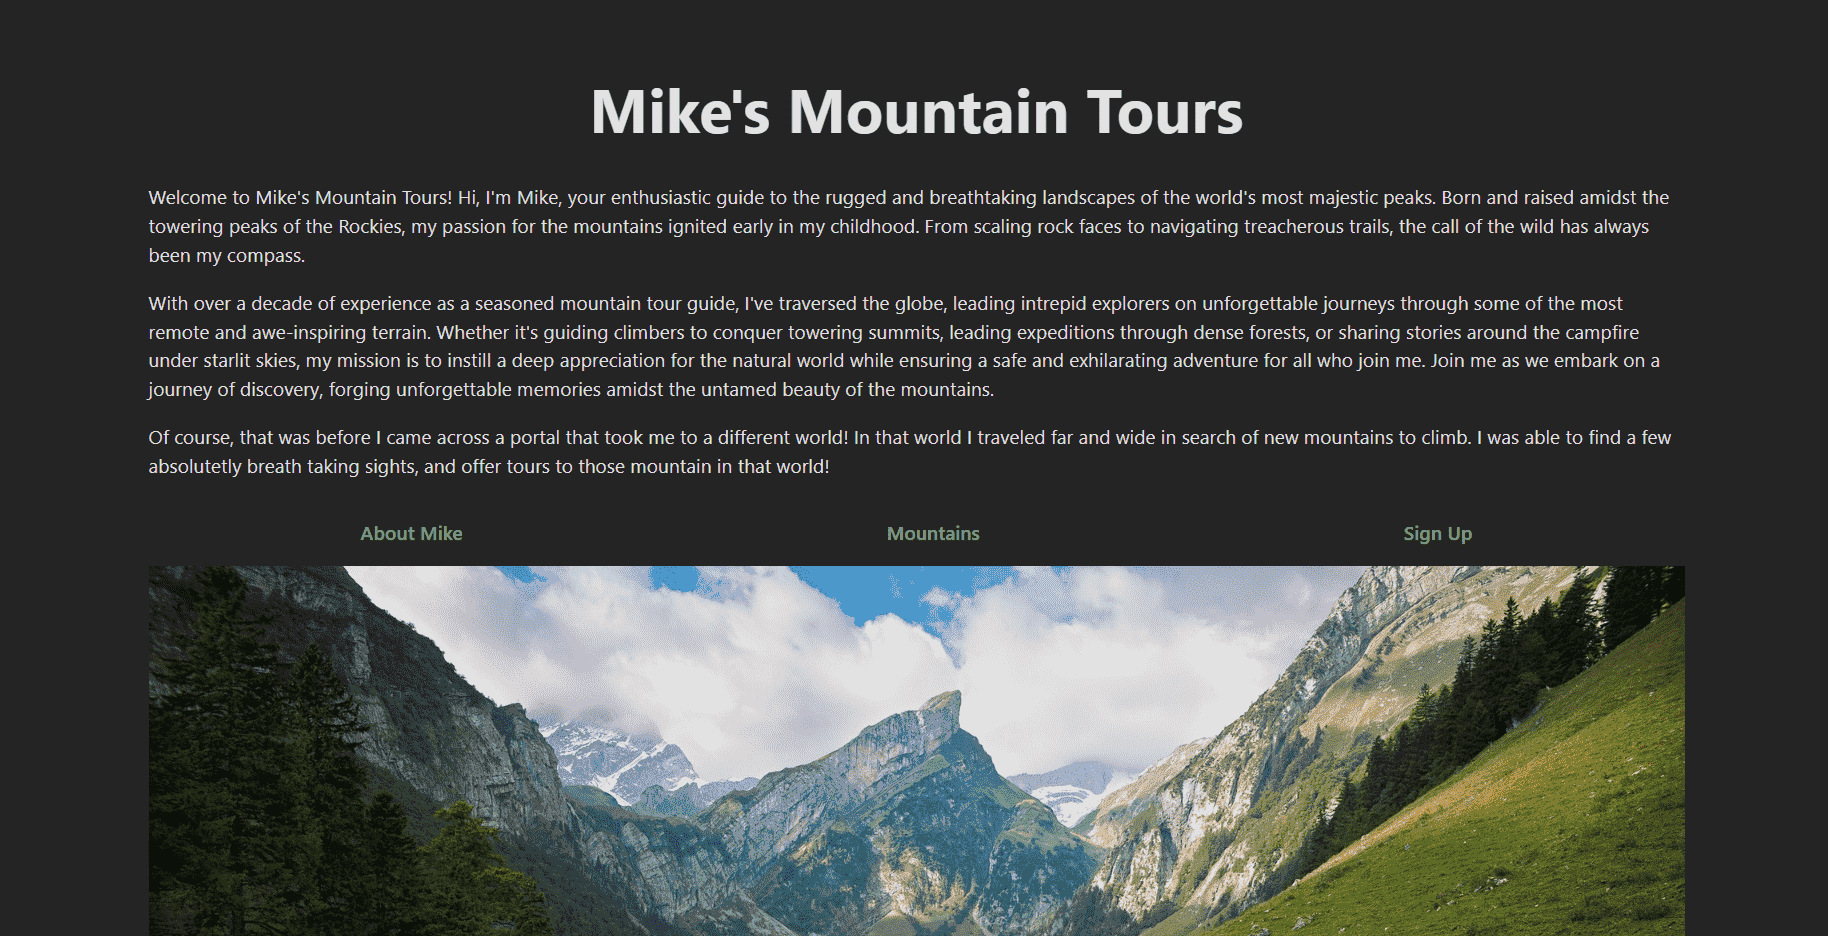 Mike's Mountain Tours
Welcome to Mike's Mountain Tours! Hi, I'm Mike, your enthusiastic guide to the rugged and breathtaking landscapes of the world's most majestic peaks. Born and raised amidst the
towering peaks of the Rockies, my passion for the mountains ignited early in my childhood. From scaling rock faces to navigating treacherous trails, the call of the wild has always
been my compass.
With over a decade of experience as a seasoned mountain tour guide, I've traversed the globe, leading intrepid explorers on unforgettable journeys through some of the most
remote and awe-inspiring terrain. Whether it's guiding climbers to conquer towering summits, leading expeditions through dense forests, or sharing stories around the campfire
under starlit skies, my mission is to instill a deep appreciation for the natural world while ensuring a safe and exhilarating adventure for all who join me. Join me as we embark on a
journey of discovery, forging unforgettable memories amidst the untamed beauty of the mountains.
Of course, that was before I came across a portal that took me to a different world! In that world I traveled far and wide in search of new mountains to climb. I was able to find a few
absolutetly breath taking sights, and offer tours to those mountain in that world!
About Mike
Mountains
Sign Up